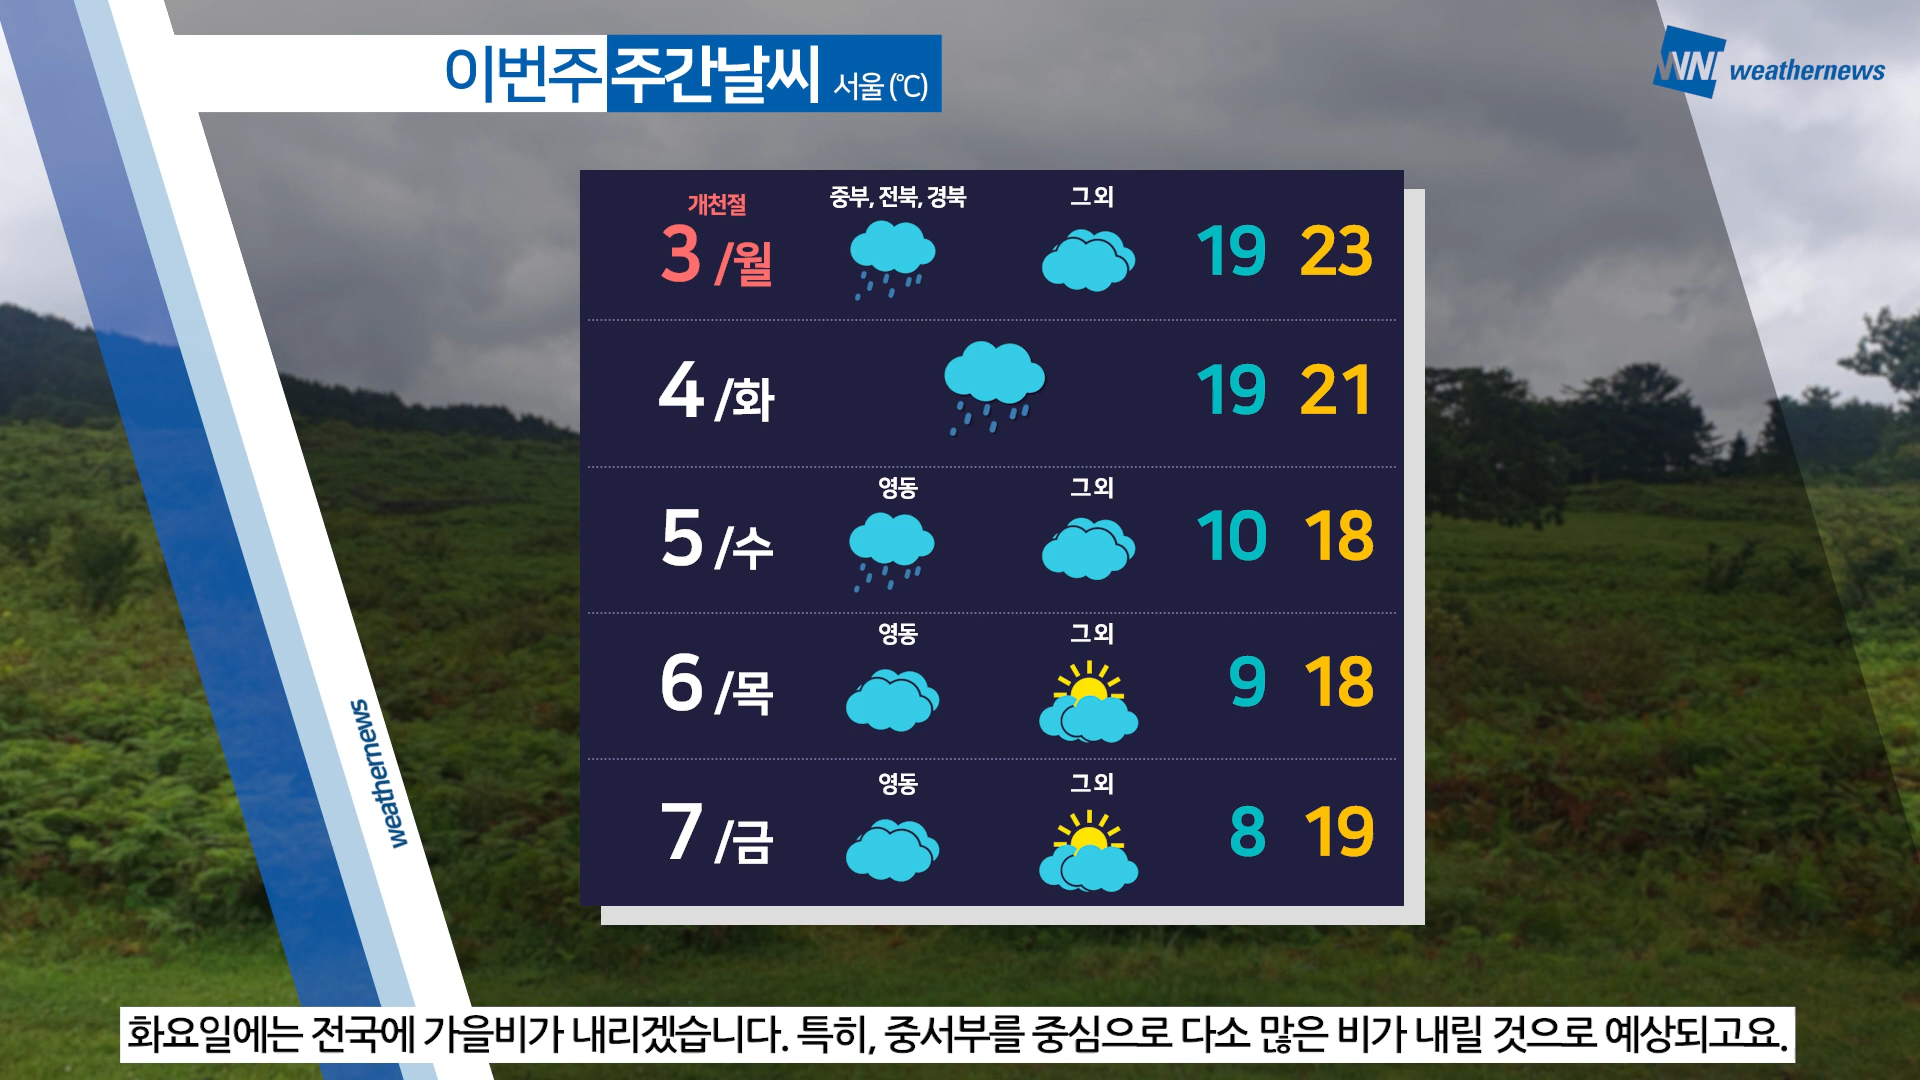 이번주 주간날씨 서울 (℃)
weathernews
개천절
3 /월
중부, 전북, 경북
그 외
19 23
4 /화
19 21
5 /수
영동
그 외
10 18
6 /목
영동
그 외
9 18
7 /금
영동
그 외
8 19
weathernews
화요일에는 전국에 가을비가 내리겠습니다. 특히, 중서부를 중심으로 다소 많은 비가 내릴 것으로 예상되고요.